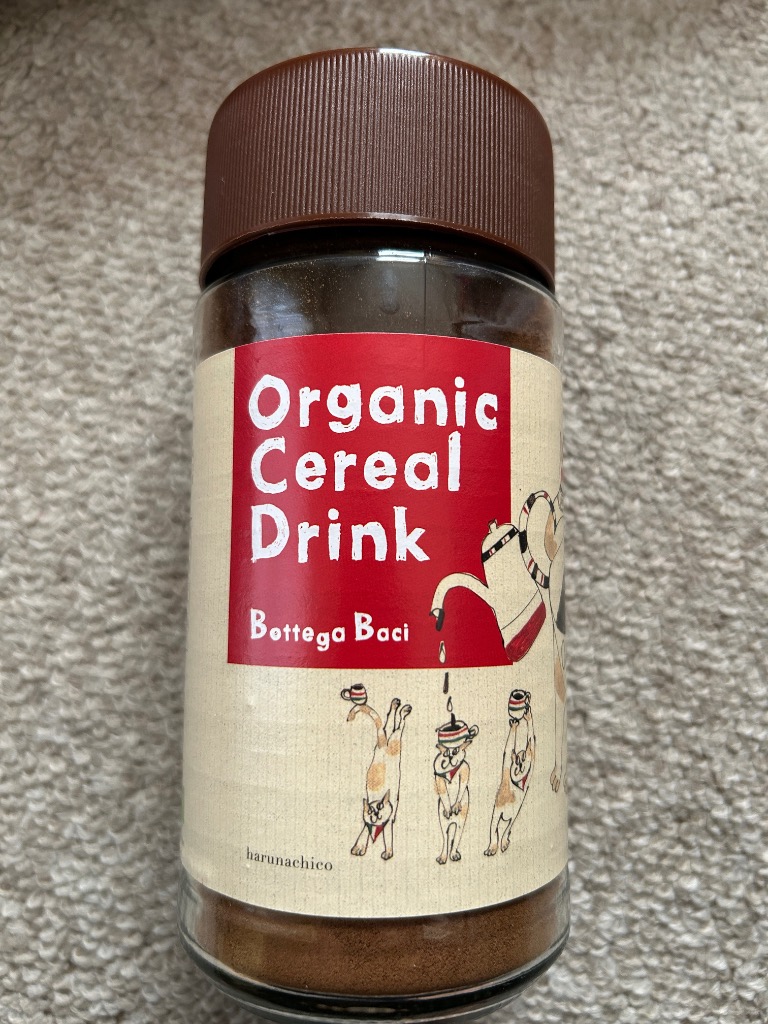 Organic
Cereal
Drink
Bottega Baci
harunachico